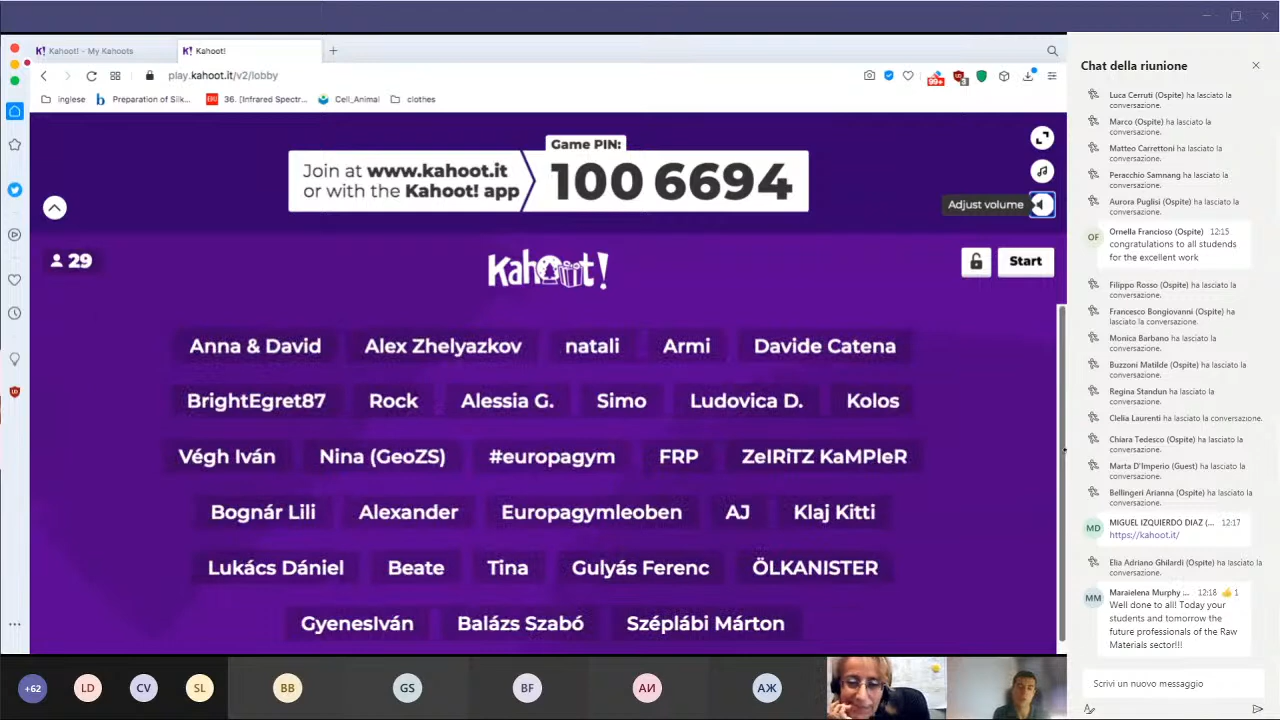 Kahoot! - My Kahoots
Kahoot!
play.kahoot.it/v2/lobby
99+
3
inglese
Preparation of Silk...
36. [Infrared Spectr...
Cell_Animal
clothes
Game PIN:
Join at www.kahoot.it
or with the Kahoot! app
100 6694
Adjust volume
29
Kahoot!
Start
Anna & David
Alex Zhelyazkov
natali
Armi
Davide Catena
BrightEgret87
Rock
Alessia G.
Simo
Ludovica D.
Kolos
Végh Iván
Nina (GeoZS)
#europagym
FRP
ZeIRiTZ KaMPleR
Bognár Lili
Alexander
Europagymleoben
AJ
Klaj Kitti
Lukács Dániel
Beate
Tina
Gulyás Ferenc
ÖLKANISTER
GyenesIván
Balázs Szabó
Széplábi Márton
+62
LD
CV
SL
BB
GS
BF
АИ
АЖ
Chat della riunione
Luca Cerruti (Ospite) ha lasciato la
conversazione.
Marco (Ospite) ha lasciato la
conversazione.
Matteo Carrettoni ha lasciato la
conversazione.
Peracchio Samnang ha lasciato la
conversazione.
Aurora Puglisi (Ospite) ha lasciato la
conversazione.
OF
Ornella Francioso (Ospite) 12:15
congratulations to all studends
for the excellent work
Filippo Rosso (Ospite) ha lasciato la
conversazione.
Francesco Bongiovanni (Ospite) ha
lasciato la conversazione.
Monica Barbano ha lasciato la
conversazione.
Buzzoni Matilde (Ospite) ha lasciato la
conversazione.
Regina Standun ha lasciato la
conversazione.
Clelia Laurenti ha lasciato la conversazione.
Chiara Tedesco (Ospite) ha lasciato la
conversazione.
Marta D'Imperio (Guest) ha lasciato la
conversazione.
Bellingeri Arianna (Ospite) ha lasciato la
conversazione.
MD
MIGUEL IZQUIERDO DIAZ (... 12:17
https://kahoot.it/
Elia Adriano Ghilardi (Ospite) ha lasciato la
conversazione.
MM
Maraielena Murphy ... 12:18 👍 1
Well done to all! Today your
students and tomorrow the
future professionals of the Raw
Materials sector!!!
Scrivi un nuovo messaggio